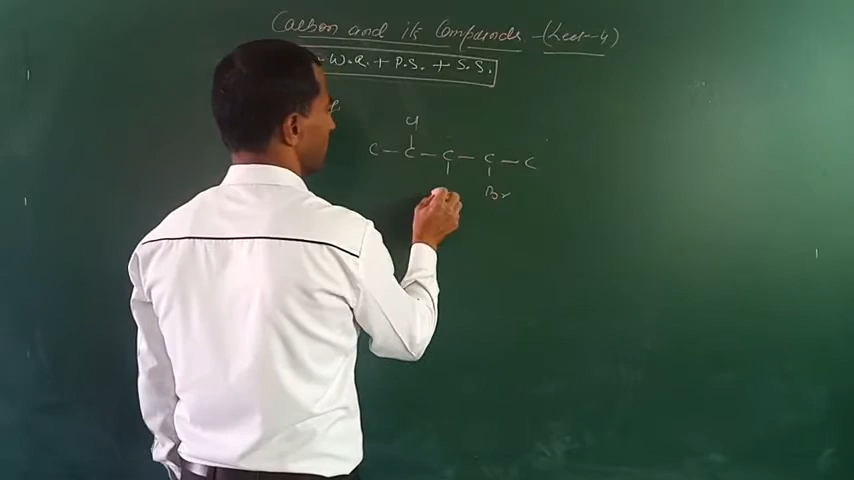 Carbon and its Compounds - (Lect-4)
- W.R. + P.S. + S.S.
Cl
C - C - C - C - C
Br